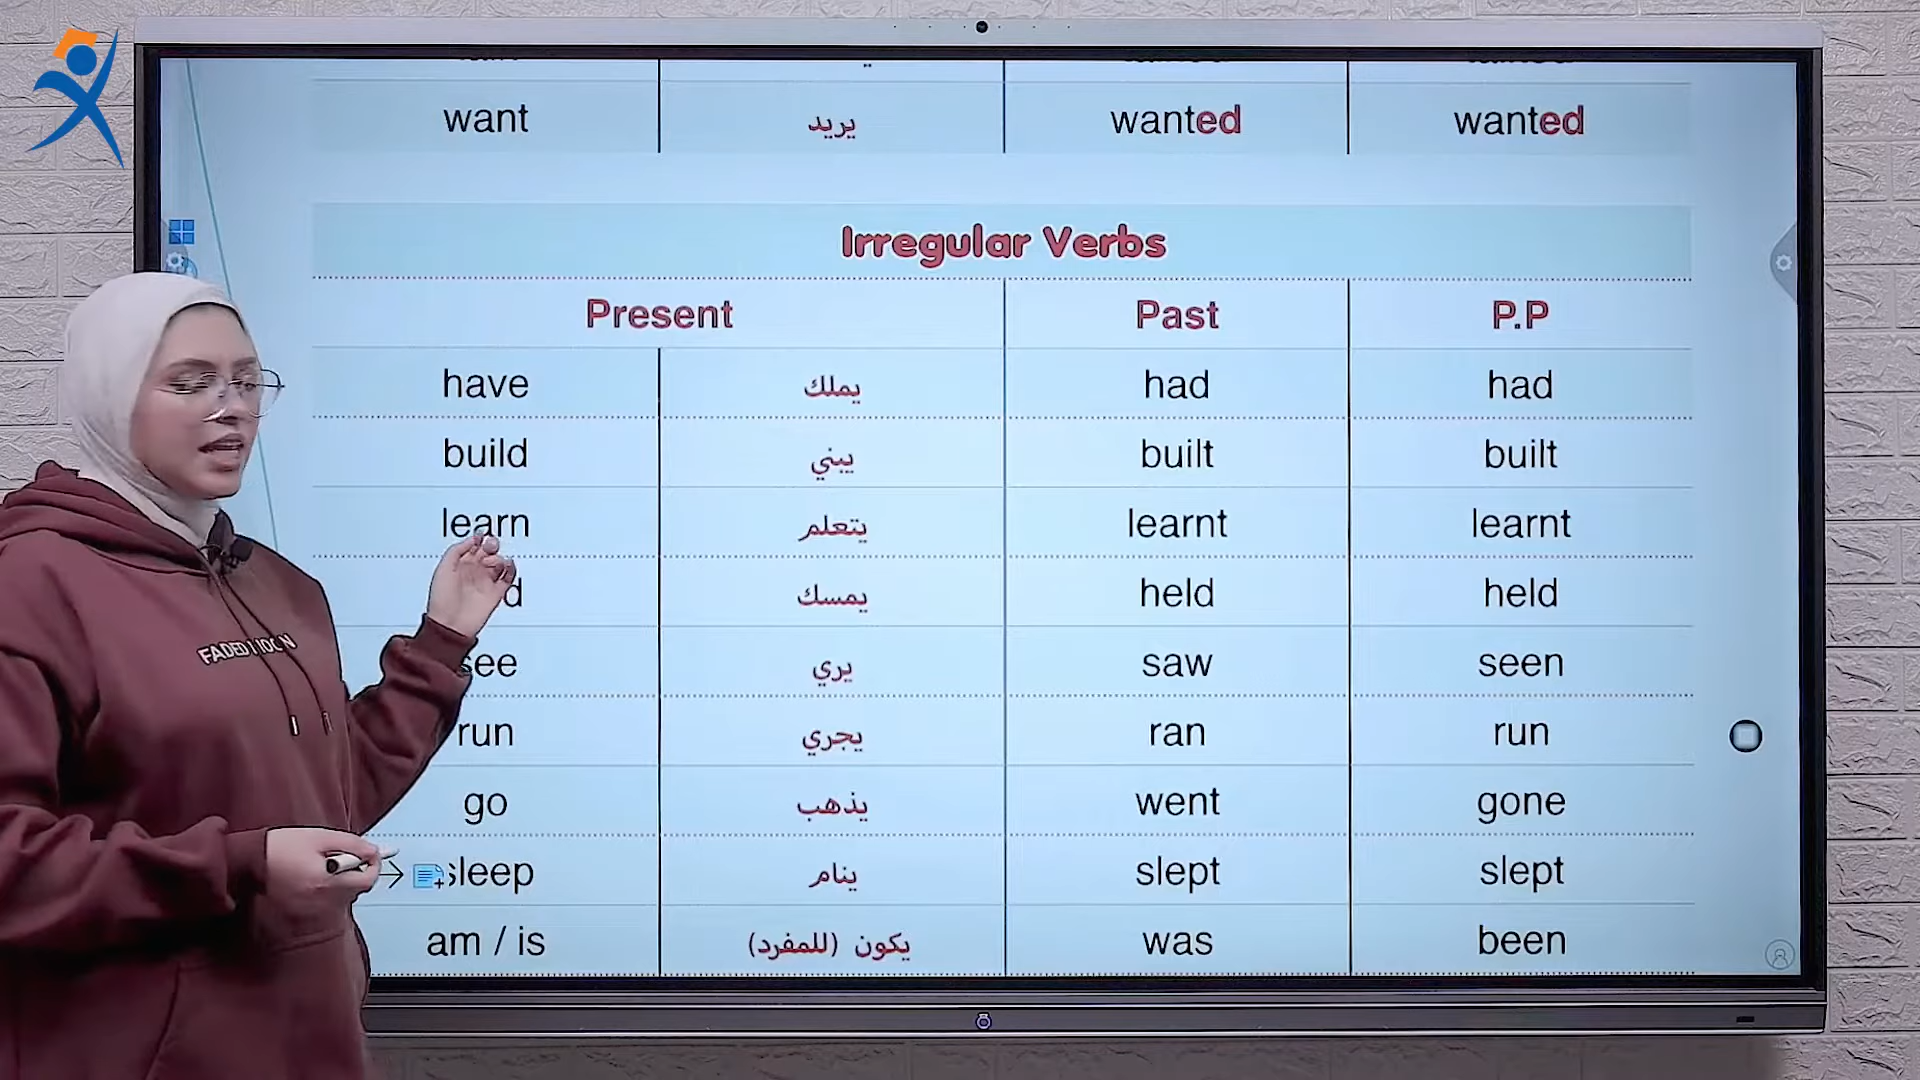 want يريد wanted wanted
Irregular Verbs
Present Past P.P
have يملك had had
build يبني built built
learn يتعلم learnt learnt
يمسك held held
see يري saw seen
run يجري ran run
go يذهب went gone
sleep ينام slept slept
am / is يكون (للمفرد) was been
FADED